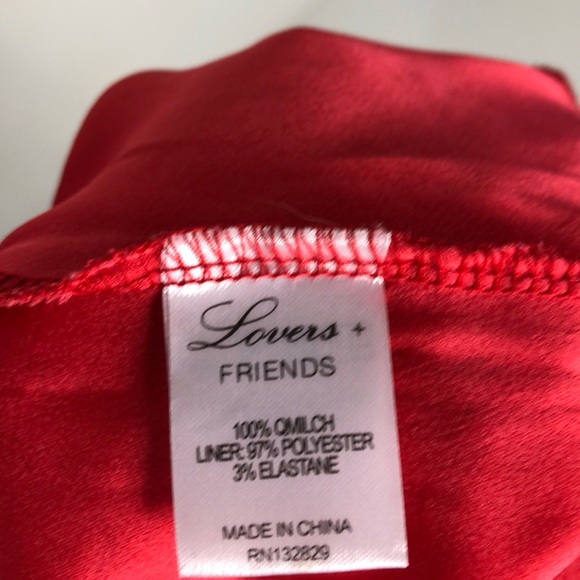 Lovers +
FRIENDS
100% QMILCH
LINER: 97% POLYESTER
3% ELASTANE
MADE IN CHINA
RN132829